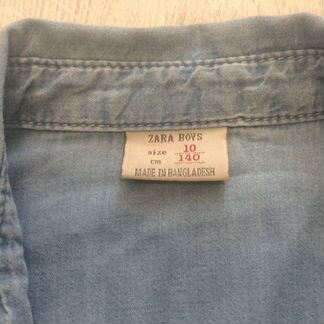 ZARA BOYS
size 10
cm 140
MADE IN BANGLADESH